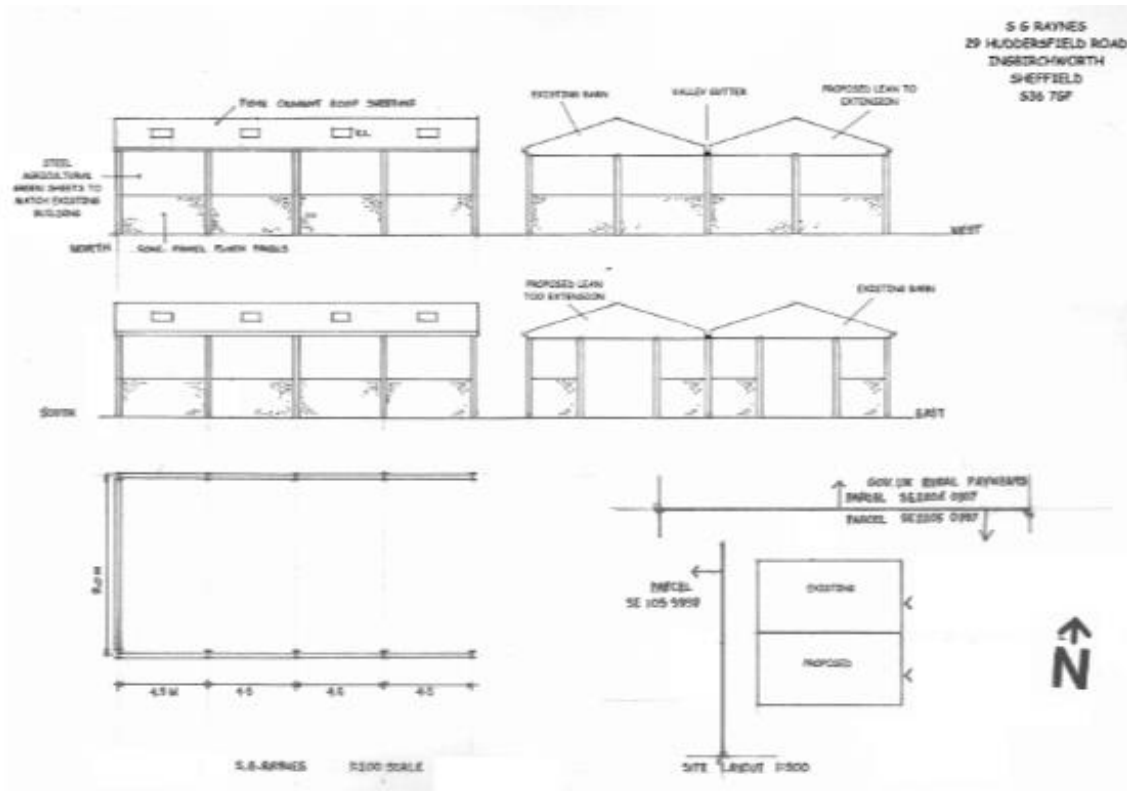 S G RAYNES
29 HUDDERSFIELD ROAD
INGBIRCHWORTH
SHEFFIELD
S36 7GF
FIBRE CEMENT ROOF SHEETING
R.L.
STEEL
AGRICULTURAL
GREEN SHEETS TO
MATCH EXISTING
BUILDING
NORTH
CONC. PANEL
PANELS
EXISTING BARN
VALLEY GUTTER
PROPOSED LEAN TO
EXTENSION
WEST
SOUTH
PROPOSED LEAN
TOO EXTENSION
EXISTING BARN
EAST
4.5 M
4.5
4.5
4.5
S.G. RAYNES 1:100 SCALE
GOV.UK RURAL PAYMENTS
PARCEL
PARCEL
PARCEL
EXISTING
PROPOSED
N
SITE LAYOUT 1:500